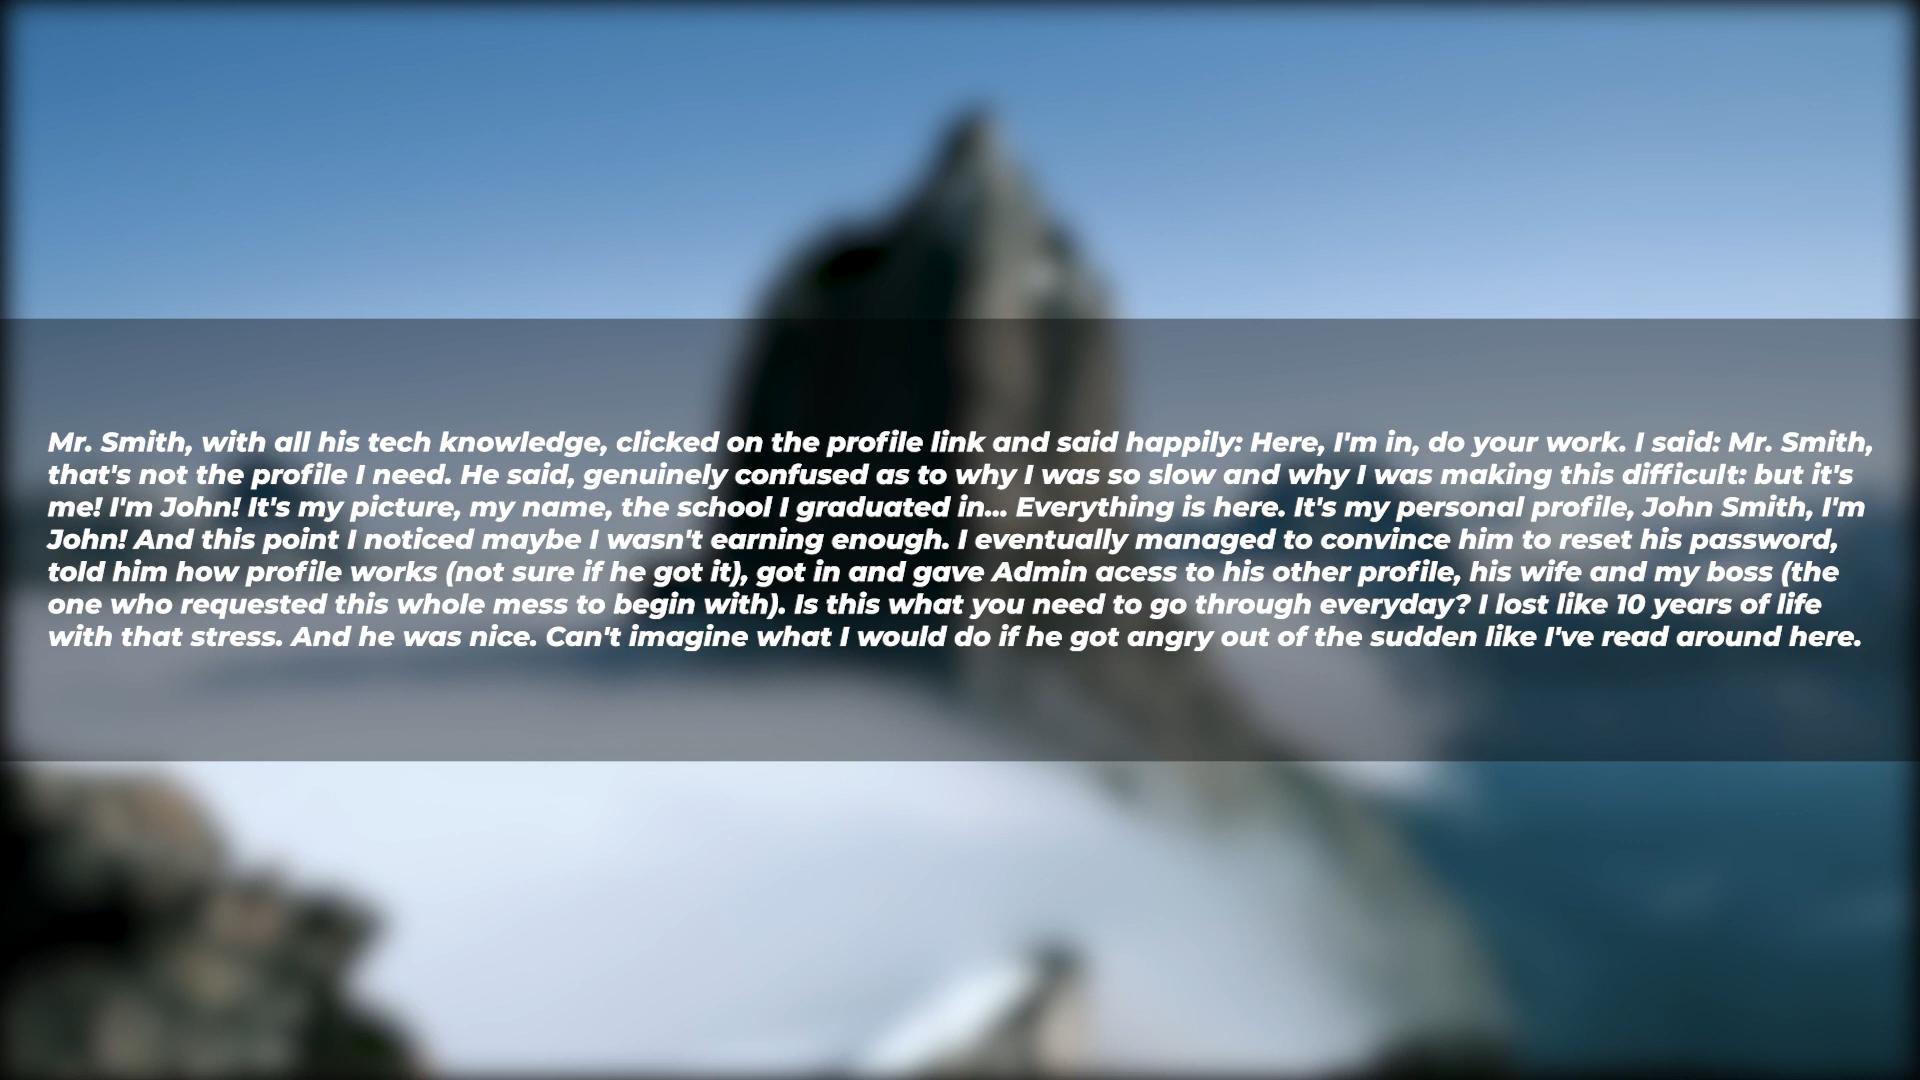 Mr. Smith, with all his tech knowledge, clicked on the profile link and said happily: Here, I'm in, do your work. I said: Mr. Smith,
that's not the profile I need. He said, genuinely confused as to why I was so slow and why I was making this difficult: but it's
me! I'm John! It's my picture, my name, the school I graduated in... Everything is here. It's my personal profile, John Smith, I'm
John! And this point I noticed maybe I wasn't earning enough. I eventually managed to convince him to reset his password,
told him how profile works (not sure if he got it), got in and gave Admin acess to his other profile, his wife and my boss (the
one who requested this whole mess to begin with). Is this what you need to go through everyday? I lost like 10 years of life
with that stress. And he was nice. Can't imagine what I would do if he got angry out of the sudden like I've read around here.